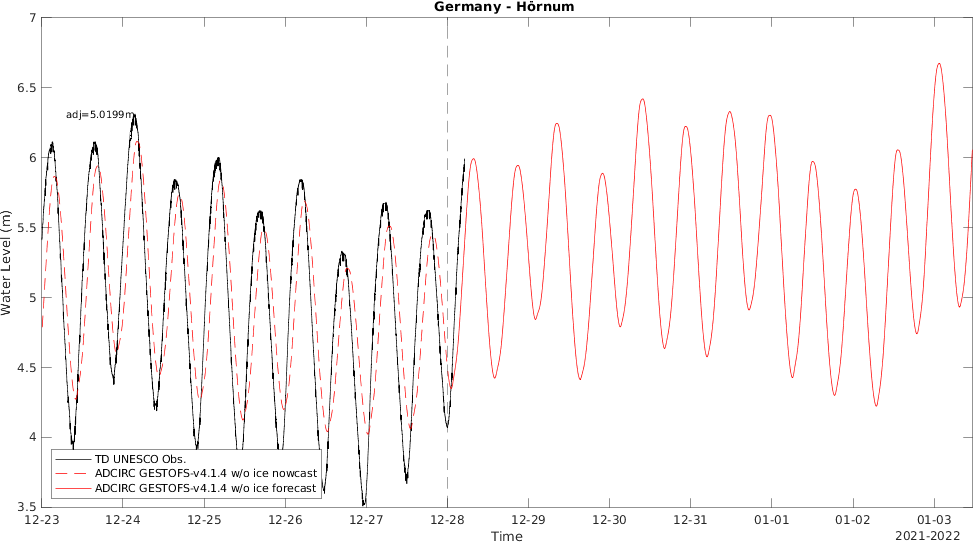 Germany - Hörnum
7
6.5
6
5.5
5
4.5
4
3.5
Water Level (m)
adj=5.0199m
TD UNESCO Obs.
ADCIRC GESTOFS-v4.1.4 w/o ice nowcast
ADCIRC GESTOFS-v4.1.4 w/o ice forecast
12-23 12-24 12-25 12-26 12-27 12-28 12-29 12-30 12-31 01-01 01-02 01-03
Time
2021-2022